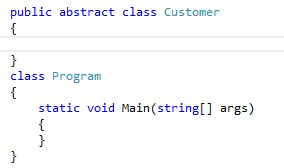 public abstract class Customer
{
}
class Program
{
    static void Main(string[] args)
    {
    }
}